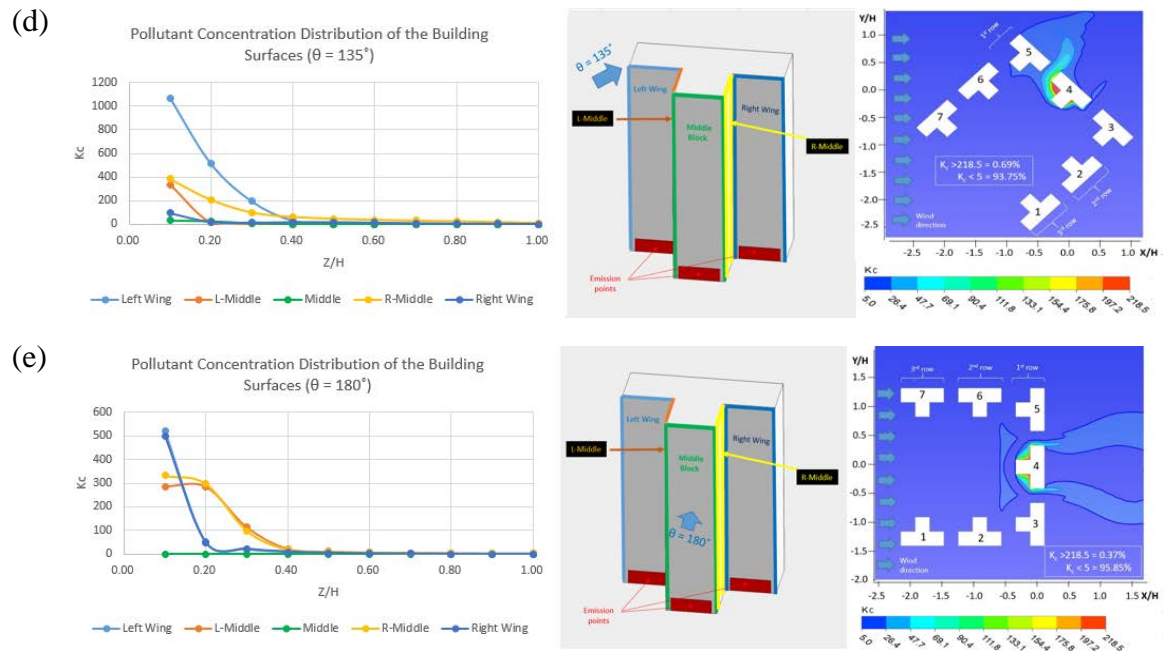 (d)
Pollutant Concentration Distribution of the Building
Surfaces (θ = 135˚)
Kc
1200
1000
800
600
400
200
0
0.00 0.20 0.40 0.60 0.80 1.00
Z/H
Left Wing L-Middle Middle R-Middle Right Wing
θ = 135˚
Left Wing
L-Middle
Middle
Block
Right Wing
R-Middle
Emission
points
Y/H
1.0
0.5
0.0
-0.5
-1.0
-1.5
-2.0
-2.5
1st row
5
6
4
7
3
2
1
2nd row
3rd row
Kc >218.5 = 0.69%
Kc < 5 = 93.75%
Wind
direction
-2.5 -2.0 -1.5 -1.0 -0.5 0.0 0.5 1.0 X/H
Kc
5.0 26.4 47.7 69.1 90.4 111.8 133.1 154.4 175.8 197.2 218.5
(e)
Pollutant Concentration Distribution of the Building
Surfaces (θ = 180˚)
Kc
600
500
400
300
200
100
0
0.00 0.20 0.40 0.60 0.80 1.00
Z/H
Left Wing L-Middle Middle R-Middle Right Wing
Left Wing
L-Middle
Middle
Block
Right Wing
R-Middle
θ = 180˚
Emission
points
Y/H
1.5
1.0
0.5
0.0
-0.5
-1.0
-1.5
-2.0
3rd row 2nd row 1st row
7 6 5
4
1 2 3
Kc >218.5 = 0.37%
Kc < 5 = 95.85%
Wind
direction
-2.5 -2.0 -1.5 -1.0 -0.5 0.0 0.5 1.0 X/H 1.5
Kc
5.0 26.4 47.7 69.1 90.4 111.8 133.1 154.4 175.8 197.2 218.5